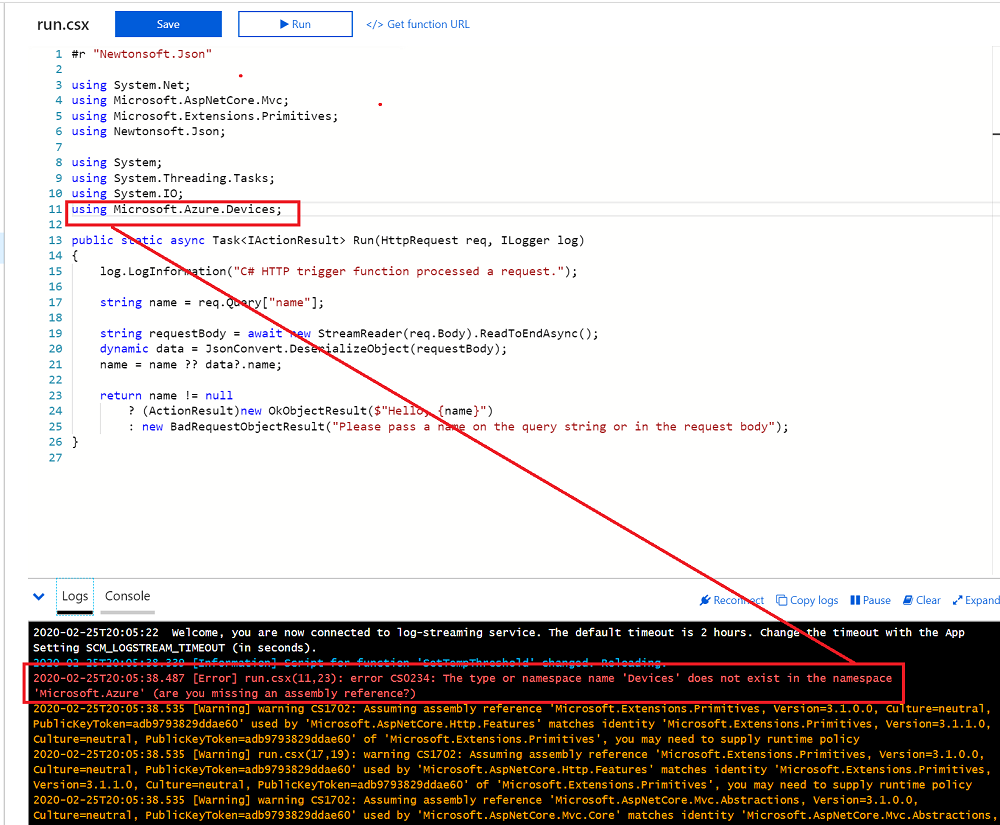 run.csx
Save
Run
</> Get function URL
1 #r "Newtonsoft.Json"
2
3 using System.Net;
4 using Microsoft.AspNetCore.Mvc;
5 using Microsoft.Extensions.Primitives;
6 using Newtonsoft.Json;
7
8 using System;
9 using System.Threading.Tasks;
10 using System.IO;
11 using Microsoft.Azure.Devices;
12
13 public static async Task<IActionResult> Run(HttpRequest req, ILogger log)
14 {
15 log.LogInformation("C# HTTP trigger function processed a request.");
16
17 string name = req.Query["name"];
18
19 string requestBody = await new StreamReader(req.Body).ReadToEndAsync();
20 dynamic data = JsonConvert.DeserializeObject(requestBody);
21 name = name ?? data?.name;
22
23 return name != null
24 ? (ActionResult)new OkObjectResult($"Hello, {name}")
25 : new BadRequestObjectResult("Please pass a name on the query string or in the request body");
26 }
27
Logs
Console
Reconnect
Copy logs
Pause
Clear
Expand
2020-02-25T20:05:22 Welcome, you are now connected to log-streaming service. The default timeout is 2 hours. Change the timeout with the App
Setting SCM_LOGSTREAM_TIMEOUT (in seconds).
2020-02-25T20:05:38.339 [Information] Script for function 'SetTempThreshold' changed. Reloading.
2020-02-25T20:05:38.487 [Error] run.csx(11,23): error CS0234: The type or namespace name 'Devices' does not exist in the namespace
'Microsoft.Azure' (are you missing an assembly reference?)
2020-02-25T20:05:38.535 [Warning] warning CS1702: Assuming assembly reference 'Microsoft.Extensions.Primitives, Version=3.1.0.0, Culture=neutral,
PublicKeyToken=adb9793829ddae60' used by 'Microsoft.AspNetCore.Http.Features' matches identity 'Microsoft.Extensions.Primitives, Version=3.1.1.0,
Culture=neutral, PublicKeyToken=adb9793829ddae60' of 'Microsoft.Extensions.Primitives', you may need to supply runtime policy
2020-02-25T20:05:38.535 [Warning] run.csx(17,19): warning CS1702: Assuming assembly reference 'Microsoft.Extensions.Primitives, Version=3.1.0.0,
Culture=neutral, PublicKeyToken=adb9793829ddae60' used by 'Microsoft.AspNetCore.Http.Features' matches identity 'Microsoft.Extensions.Primitives,
Version=3.1.1.0, Culture=neutral, PublicKeyToken=adb9793829ddae60' of 'Microsoft.Extensions.Primitives', you may need to supply runtime policy
2020-02-25T20:05:38.535 [Warning] warning CS1702: Assuming assembly reference 'Microsoft.AspNetCore.Mvc.Abstractions, Version=3.1.0.0,
Culture=neutral, PublicKeyToken=adb9793829ddae60' used by 'Microsoft.AspNetCore.Mvc.Core' matches identity 'Microsoft.AspNetCore.Mvc.Abstractions,